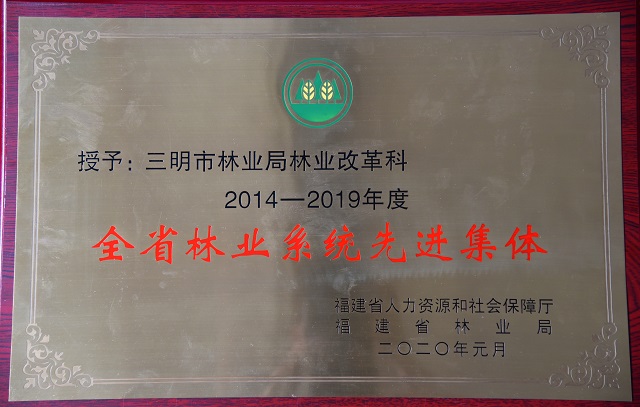 授予：三明市林业局林业改革科
2014—2019年度
全省林业系统先进集体
福建省人力资源和社会保障厅
福建省林业局
二〇二〇年元月